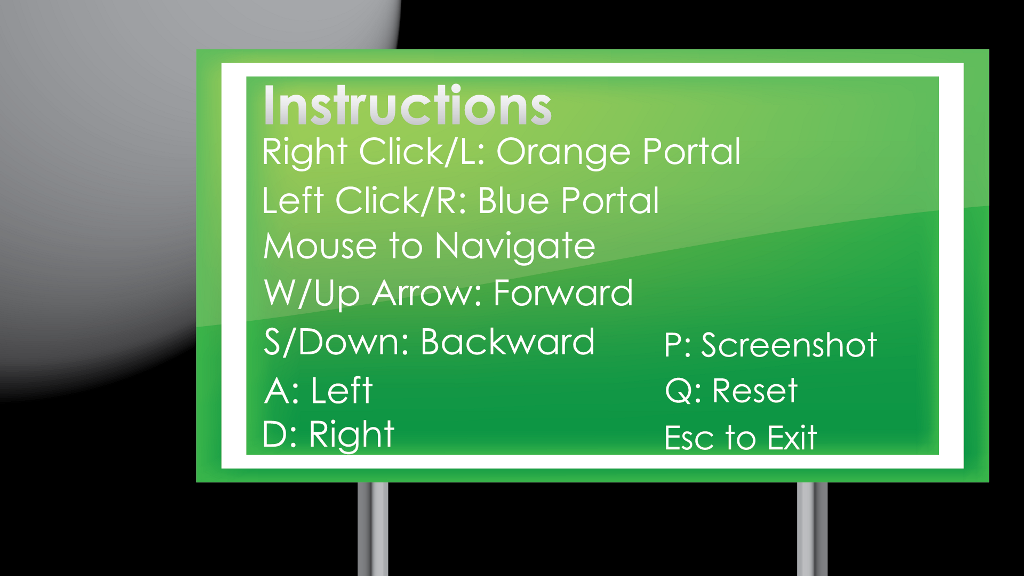 Instructions
Right Click/L: Orange Portal
Left Click/R: Blue Portal
Mouse to Navigate
W/Up Arrow: Forward
S/Down: Backward
A: Left
D: Right
P: Screenshot
Q: Reset
Esc to Exit